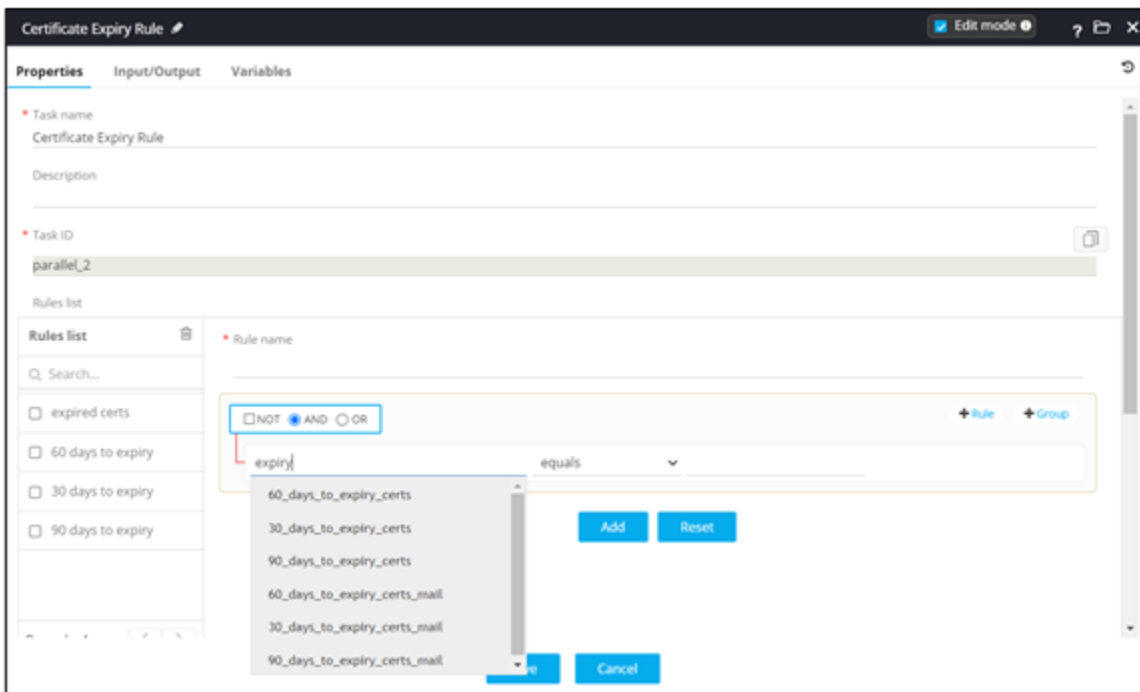 Certificate Expiry Rule
Edit mode
?
Properties Input/Output Variables
* Task name
Certificate Expiry Rule
Description
* Task ID
parallel_2
Rules list
Rules list
* Rule name
Search...
expired certs
NOT AND OR
+Rule +Group
60 days to expiry
expiry equals
30 days to expiry
60_days_to_expiry_certs
90 days to expiry
30_days_to_expiry_certs
Add Reset
90_days_to_expiry_certs
60_days_to_expiry_certs_mail
30_days_to_expiry_certs_mail
90_days_to_expiry_certs_mail
Cancel